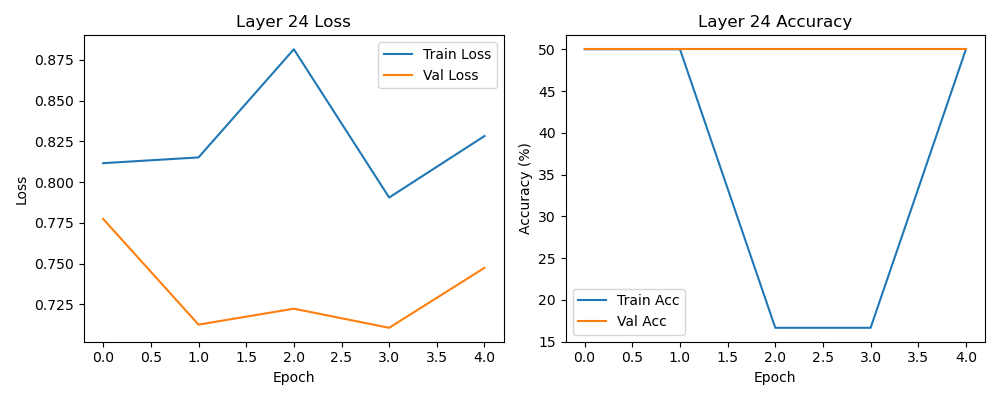 Layer 24 Loss
0.875
0.850
0.825
0.800
0.775
0.750
0.725
Loss
Train Loss
Val Loss
0.0 0.5 1.0 1.5 2.0 2.5 3.0 3.5 4.0
Epoch
Layer 24 Accuracy
50
45
40
35
30
25
20
15
Accuracy (%)
Train Acc
Val Acc
0.0 0.5 1.0 1.5 2.0 2.5 3.0 3.5 4.0
Epoch